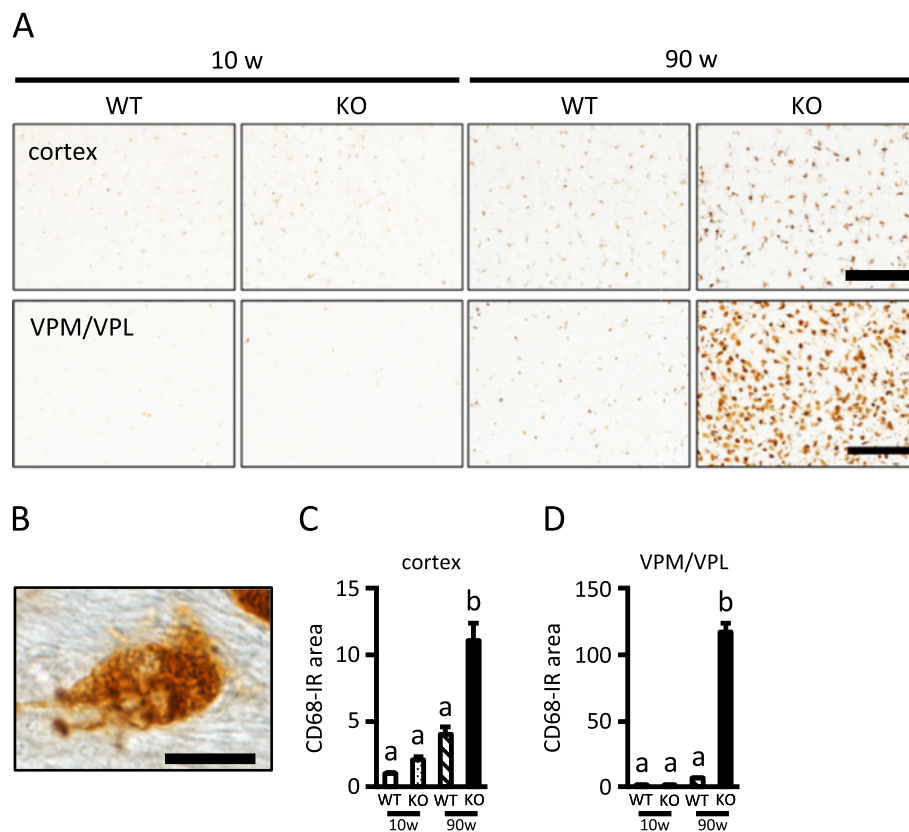 A
10 w 90 w
WT KO WT KO
cortex
VPM/VPL
B
C
cortex
CD68-IR area
15
10
5
0
b
a a a
WT KO WT KO
10w 90w
D
VPM/VPL
CD68-IR area
150
100
50
0
b
a a a
WT KO WT KO
10w 90w